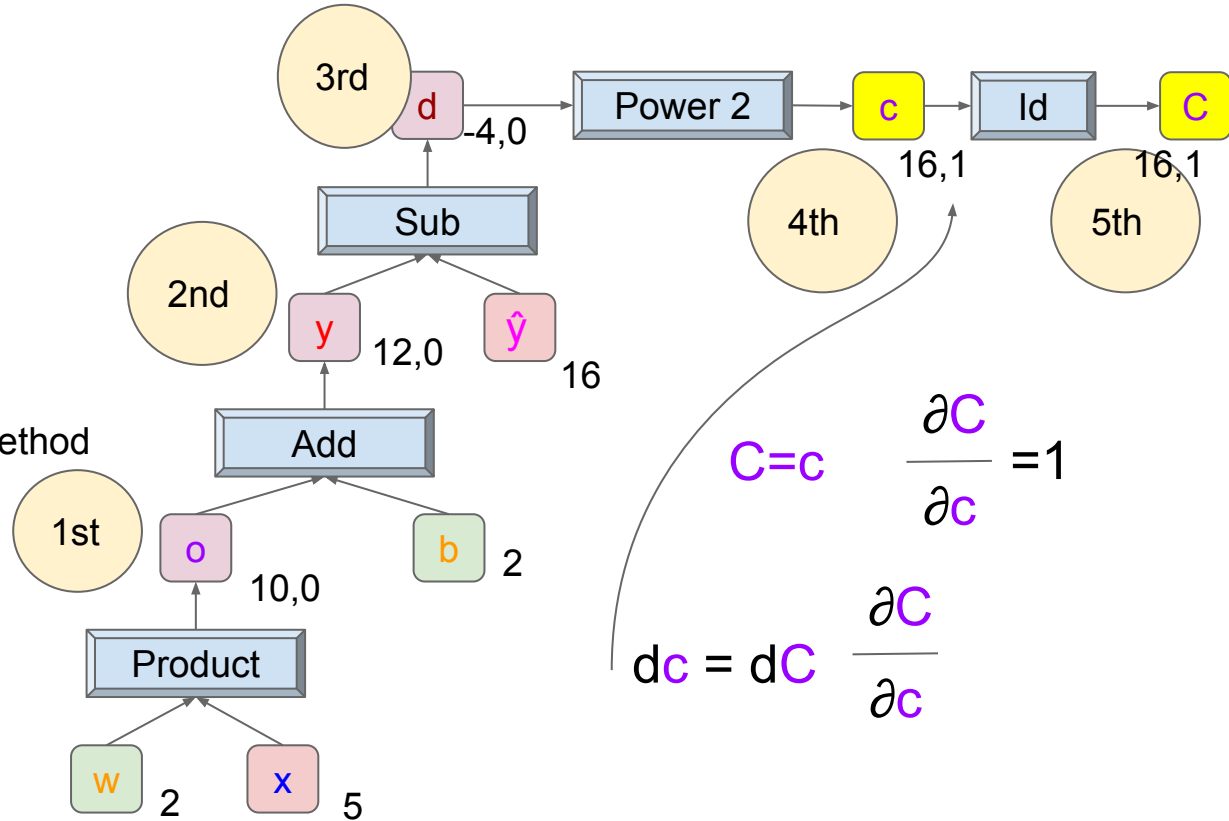 3rd
d
-4,0
Power 2
c
16,1
Id
C
16,1
Sub
4th
5th
2nd
y
12,0
ŷ
16
Add
ethod
C=c
∂C
∂c
=1
1st
o
10,0
b
2
Product
dc = dC
∂C
∂c
w
2
x
5